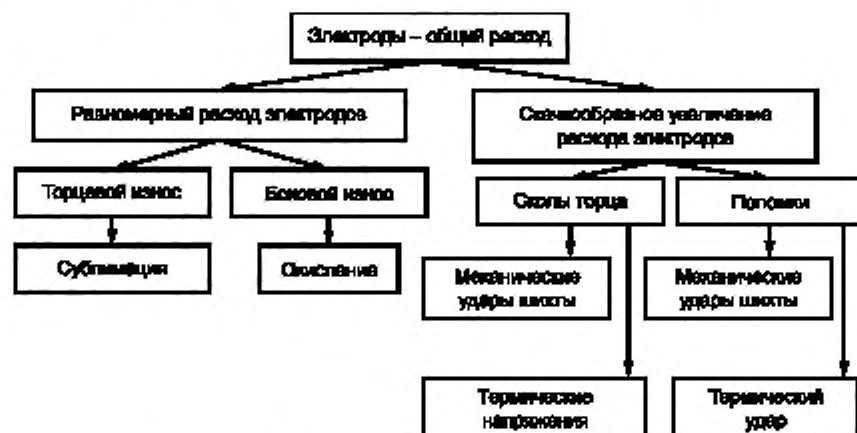 Электроды – общий расход
Равномерный расход электродов
Скачкообразное увеличение
расхода электродов
Торцевой износ
Боковой износ
Сколы торца
Поломки
Сублимация
Окисление
Механические
удары шихты
Механические
удары шихты
Термические
напряжения
Термический
удар